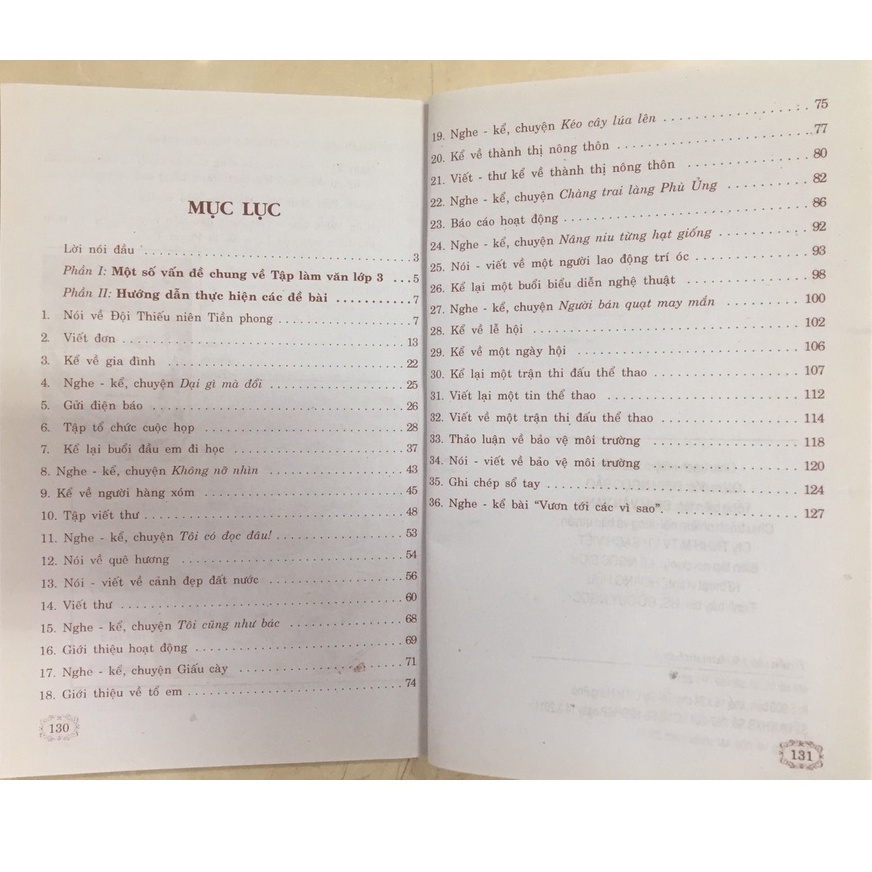 MỤC LỤC
Lời nói đầu ........ 3
Phần I: Một số vấn đề chung về Tập làm văn lớp 3 ... 5
Phần II: Hướng dẫn thực hiện các đề bài ........ 7
1. Nói về Đội Thiếu niên Tiền phong ........ 7
2. Viết đơn ........ 13
3. Kể về gia đình ........ 22
4. Nghe - kể, chuyện Dại gì mà đổi ........ 25
5. Gửi điện báo ........ 26
6. Tập tổ chức cuộc họp ........ 28
7. Kể lại buổi đầu em đi học ........ 37
8. Nghe - kể, chuyện Không nỡ nhìn ........ 43
9. Kể về người hàng xóm ........ 45
10. Tập viết thư ........ 48
11. Nghe - kể, chuyện Tôi có đọc đâu! ........ 53
12. Nói về quê hương ........ 54
13. Nói - viết về cảnh đẹp đất nước ........ 56
14. Viết thư ........ 60
15. Nghe - kể, chuyện Tôi cũng như bác ........ 68
16. Giới thiệu hoạt động ........ 69
17. Nghe - kể, chuyện Giấu cày ........ 71
18. Giới thiệu về tổ em ........ 74
130
19. Nghe - kể, chuyện Kéo cây lúa lên ........ 75
20. Kể về thành thị nông thôn ........ 77
21. Viết - thư kể về thành thị nông thôn ........ 80
22. Nghe - kể, chuyện Chàng trai làng Phù Ủng ........ 82
23. Báo cáo hoạt động ........ 86
24. Nghe - kể, chuyện Nâng niu từng hạt giống ........ 92
25. Nói - viết về một người lao động trí óc ........ 93
26. Kể lại một buổi biểu diễn nghệ thuật ........ 98
27. Nghe - kể, chuyện Người bán quạt may mắn ........ 100
28. Kể về lễ hội ........ 102
29. Kể về một ngày hội ........ 106
30. Kể lại một trận thi đấu thể thao ........ 107
31. Viết lại một tin thể thao ........ 112
32. Viết về một trận thi đấu thể thao ........ 114
33. Thảo luận về bảo vệ môi trường ........ 118
34. Nói - viết về bảo vệ môi trường ........ 120
35. Ghi chép sổ tay ........ 124
36. Nghe - kể bài "Vươn tới các vì sao". ........ 127
131